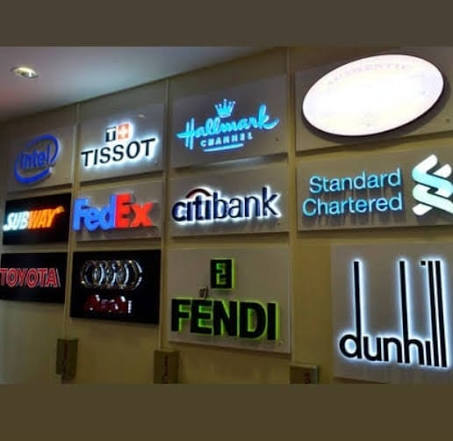 intel
T+
TISSOT
Hallmark
CHANNEL
SUBWAY
FedEx
citibank
Standard
Chartered
TOYOTA
Audi
FENDI
dunhill